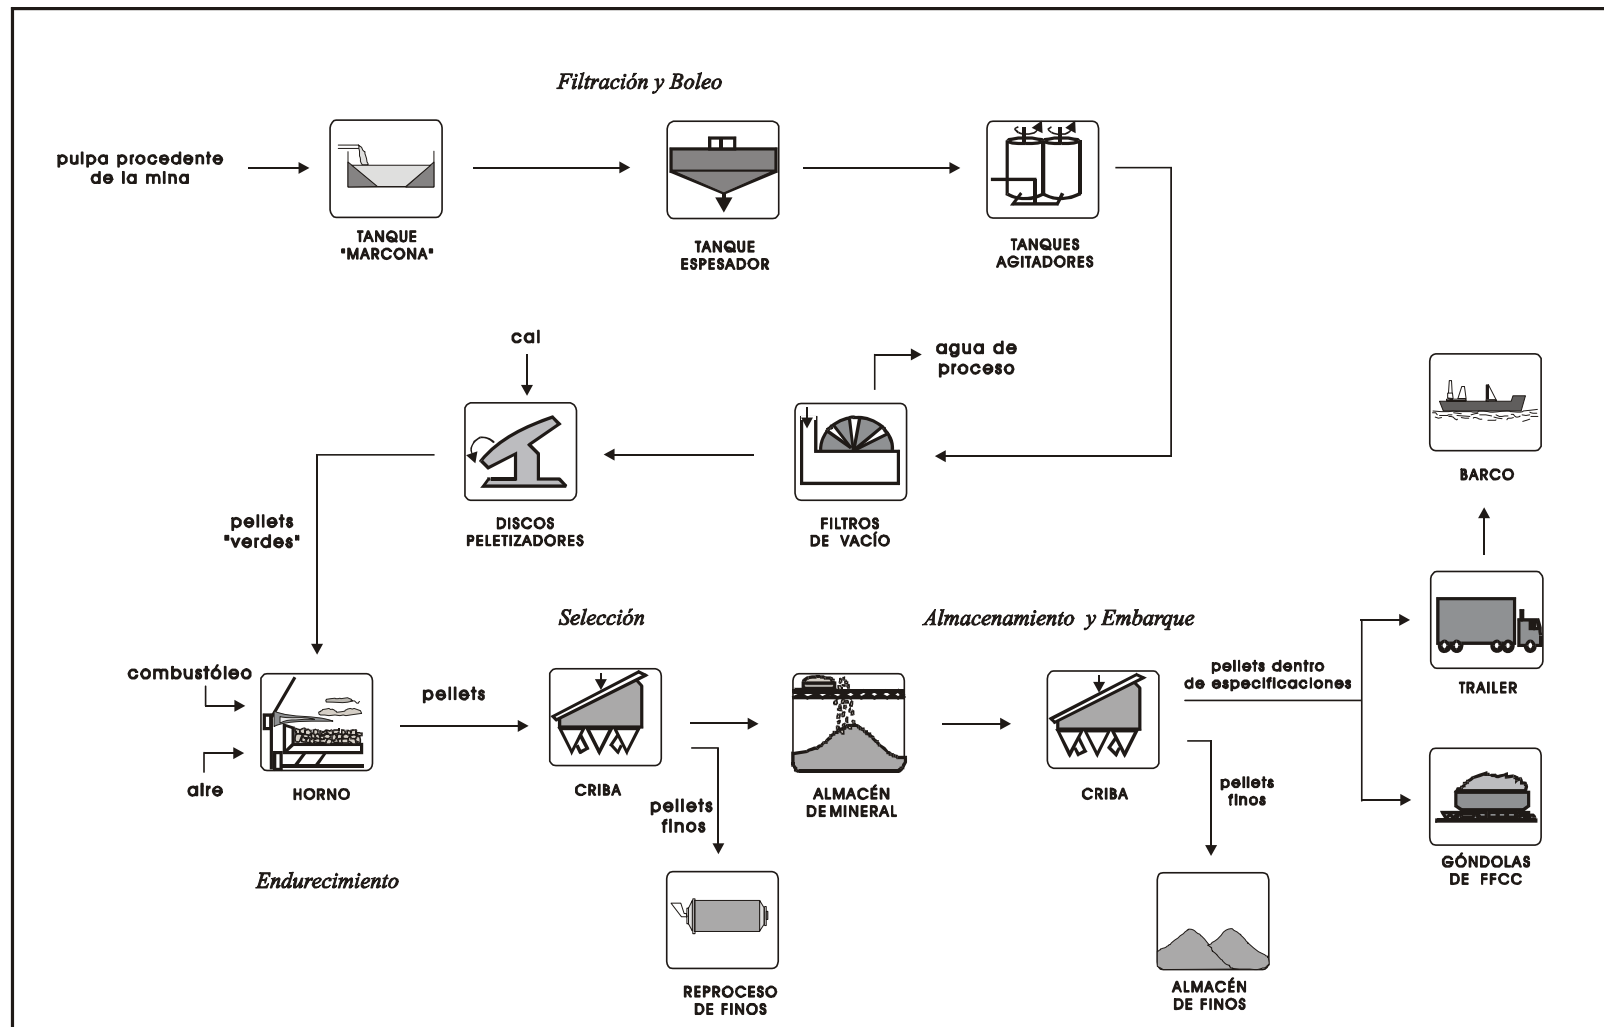 Filtración y Boleo
pulpa procedente
de la mina
TANQUE
"MARCONA"
TANQUE
ESPESADOR
TANQUES
AGITADORES
cal
agua de
proceso
DISCOS
PELETIZADORES
FILTROS
DE VACÍO
BARCO
pellets
"verdes"
Selección
Almacenamiento y Embarque
combustóleo
aire
HORNO
pellets
CRIBA
pellets
finos
ALMACÉN
DE MINERAL
CRIBA
pellets dentro
de especificaciones
pellets
finos
TRAILER
GÓNDOLAS
DE FFCC
Endurecimiento
REPROCESO
DE FINOS
ALMACÉN
DE FINOS